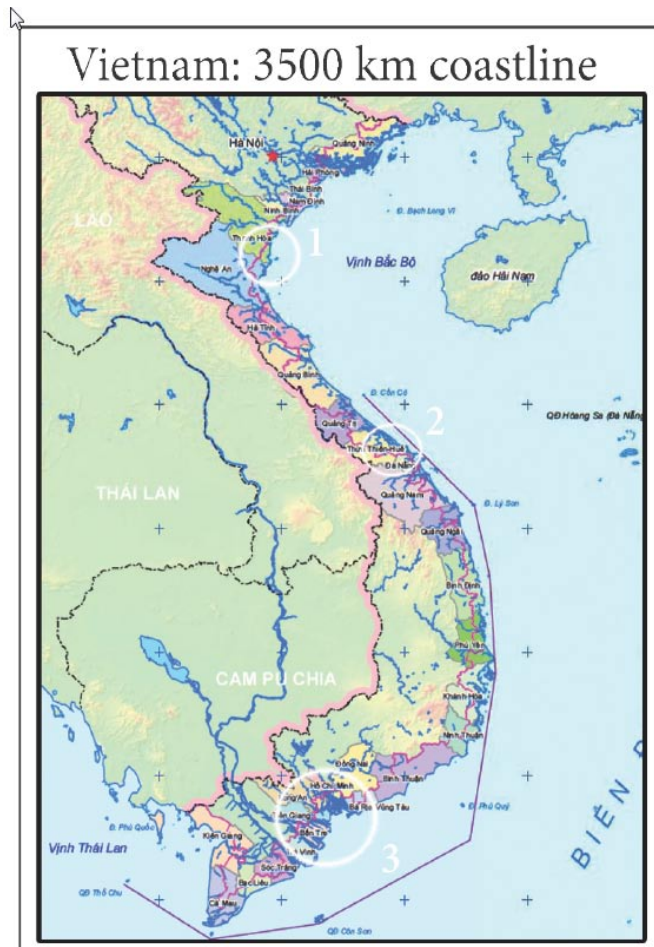 Vietnam: 3500 km coastline
Hà Nội
Quảng Ninh
Hải Phòng
Thái Bình
Nam Định
Ninh Bình
LAO
Thanh Hóa
1
Đ. Bạch Long Vĩ
Vịnh Bắc Bộ
đảo Hải Nam
Nghệ An
Hà Tĩnh
Quảng Bình
Đ. Cồn Cỏ
2
QĐ Hoàng Sa (Đà Nẵng
Quảng Trị
Thừa Thiên Huế
Đà Nẵng
THÁI LAN
Quảng Nam
Đ. Lý Sơn
Quảng Ngãi
Bình Định
Phú Yên
CAM PU CHIA
Khánh Hòa
Ninh Thuận
Đồng Nai
Bình Thuận
Hồ Chí Minh
Bà Rịa Vũng Tàu
Đ. Phú Quý
BIỂN
Đ. Phú Quốc
Kiên Giang
Bến Tre
Vịnh Thái Lan
3
Sóc Trăng
Bạc Liêu
QĐ Thổ Chu
Cà Mau
QĐ Côn Sơn